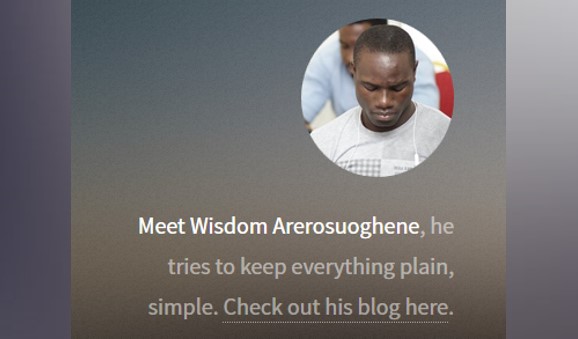 Meet Wisdom Arerosuoghene, he
tries to keep everything plain,
simple. Check out his blog here.